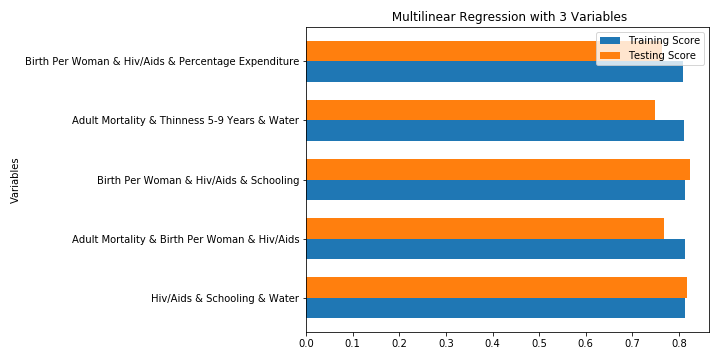 Multilinear Regression with 3 Variables
Training Score
Testing Score
Birth Per Woman & Hiv/Aids & Percentage Expenditure
Adult Mortality & Thinness 5-9 Years & Water
Birth Per Woman & Hiv/Aids & Schooling
Adult Mortality & Birth Per Woman & Hiv/Aids
Hiv/Aids & Schooling & Water
Variables
0.0 0.1 0.2 0.3 0.4 0.5 0.6 0.7 0.8